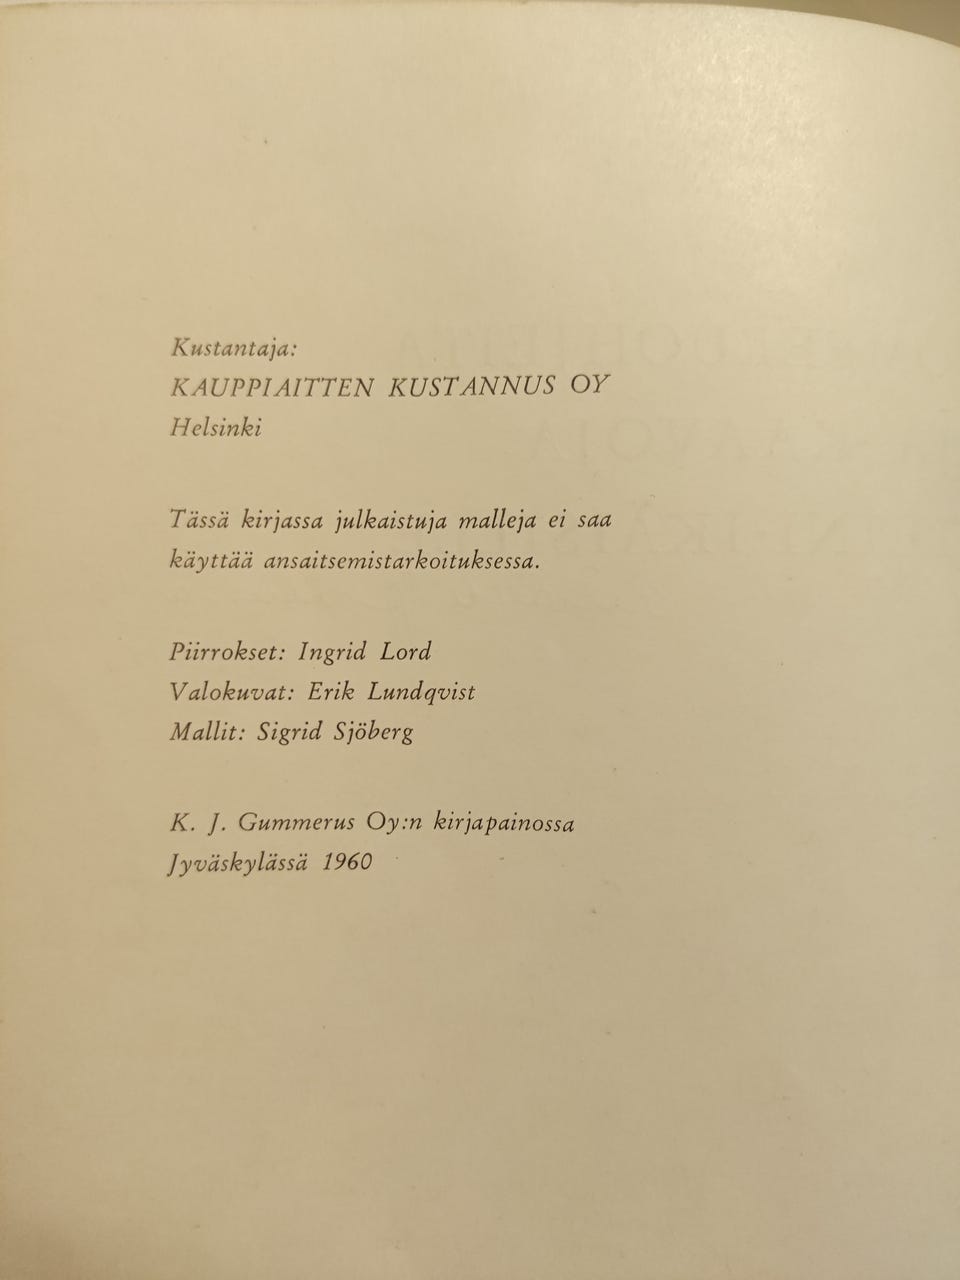 Kustantaja:
KAUPPIAITTEN KUSTANNUS OY
Helsinki
Tässä kirjassa julkaistuja malleja ei saa
käyttää ansaitsemistarkoituksessa.
Piirrokset: Ingrid Lord
Valokuvat: Erik Lundqvist
Mallit: Sigrid Sjöberg
K. J. Gummerus Oy:n kirjapainossa
Jyväskylässä 1960